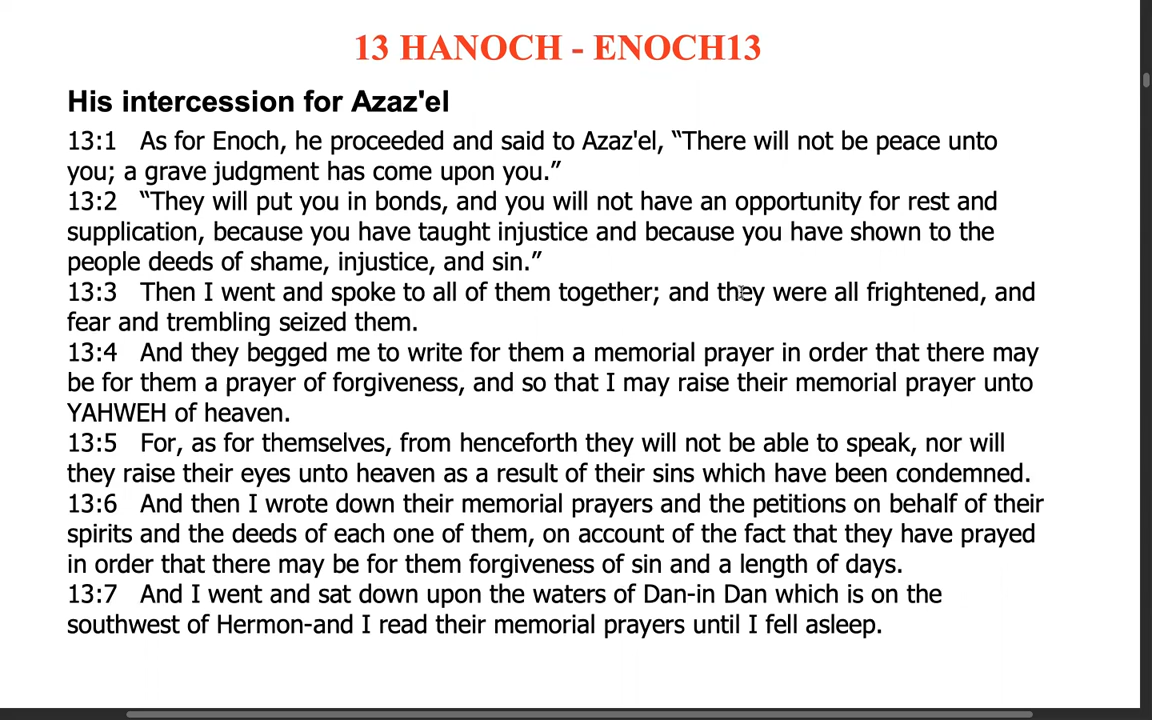 13 HANOCH - ENOCH13
His intercession for Azaz'el
13:1 As for Enoch, he proceeded and said to Azaz'el, “There will not be peace unto
you; a grave judgment has come upon you.”
13:2 “They will put you in bonds, and you will not have an opportunity for rest and
supplication, because you have taught injustice and because you have shown to the
people deeds of shame, injustice, and sin.”
13:3 Then I went and spoke to all of them together; and they were all frightened, and
fear and trembling seized them.
13:4 And they begged me to write for them a memorial prayer in order that there may
be for them a prayer of forgiveness, and so that I may raise their memorial prayer unto
YAHWEH of heaven.
13:5 For, as for themselves, from henceforth they will not be able to speak, nor will
they raise their eyes unto heaven as a result of their sins which have been condemned.
13:6 And then I wrote down their memorial prayers and the petitions on behalf of their
spirits and the deeds of each one of them, on account of the fact that they have prayed
in order that there may be for them forgiveness of sin and a length of days.
13:7 And I went and sat down upon the waters of Dan-in Dan which is on the
southwest of Hermon-and I read their memorial prayers until I fell asleep.